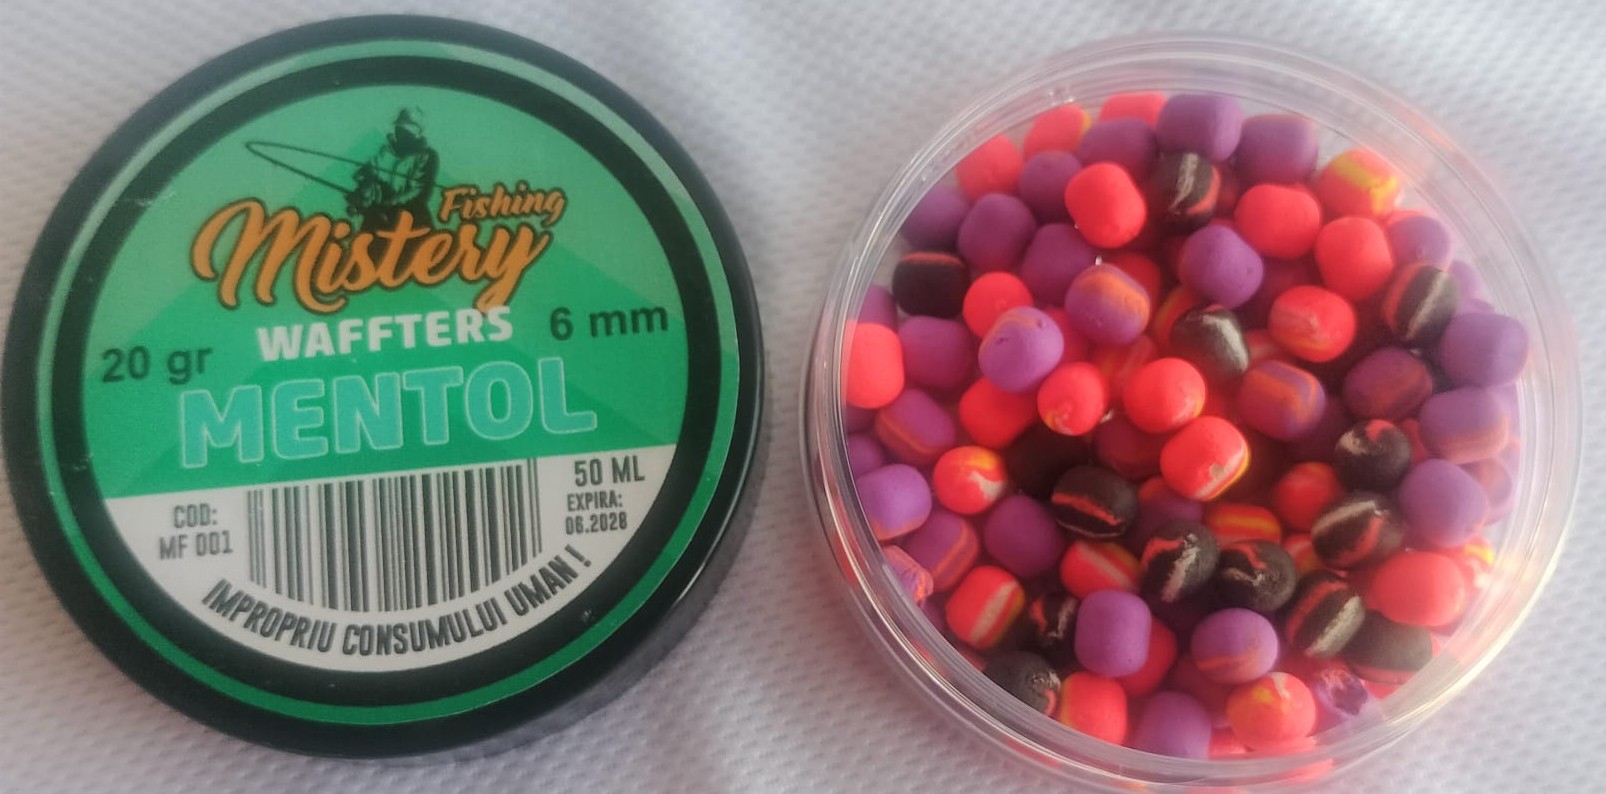 Fishing
Mistery
WAFFTERS
6 mm
20 gr
MENTOL
50 ML
EXPIRA:
06.2028
COD:
MF 001
IMPROPRIU CONSUMULUI UMAN !